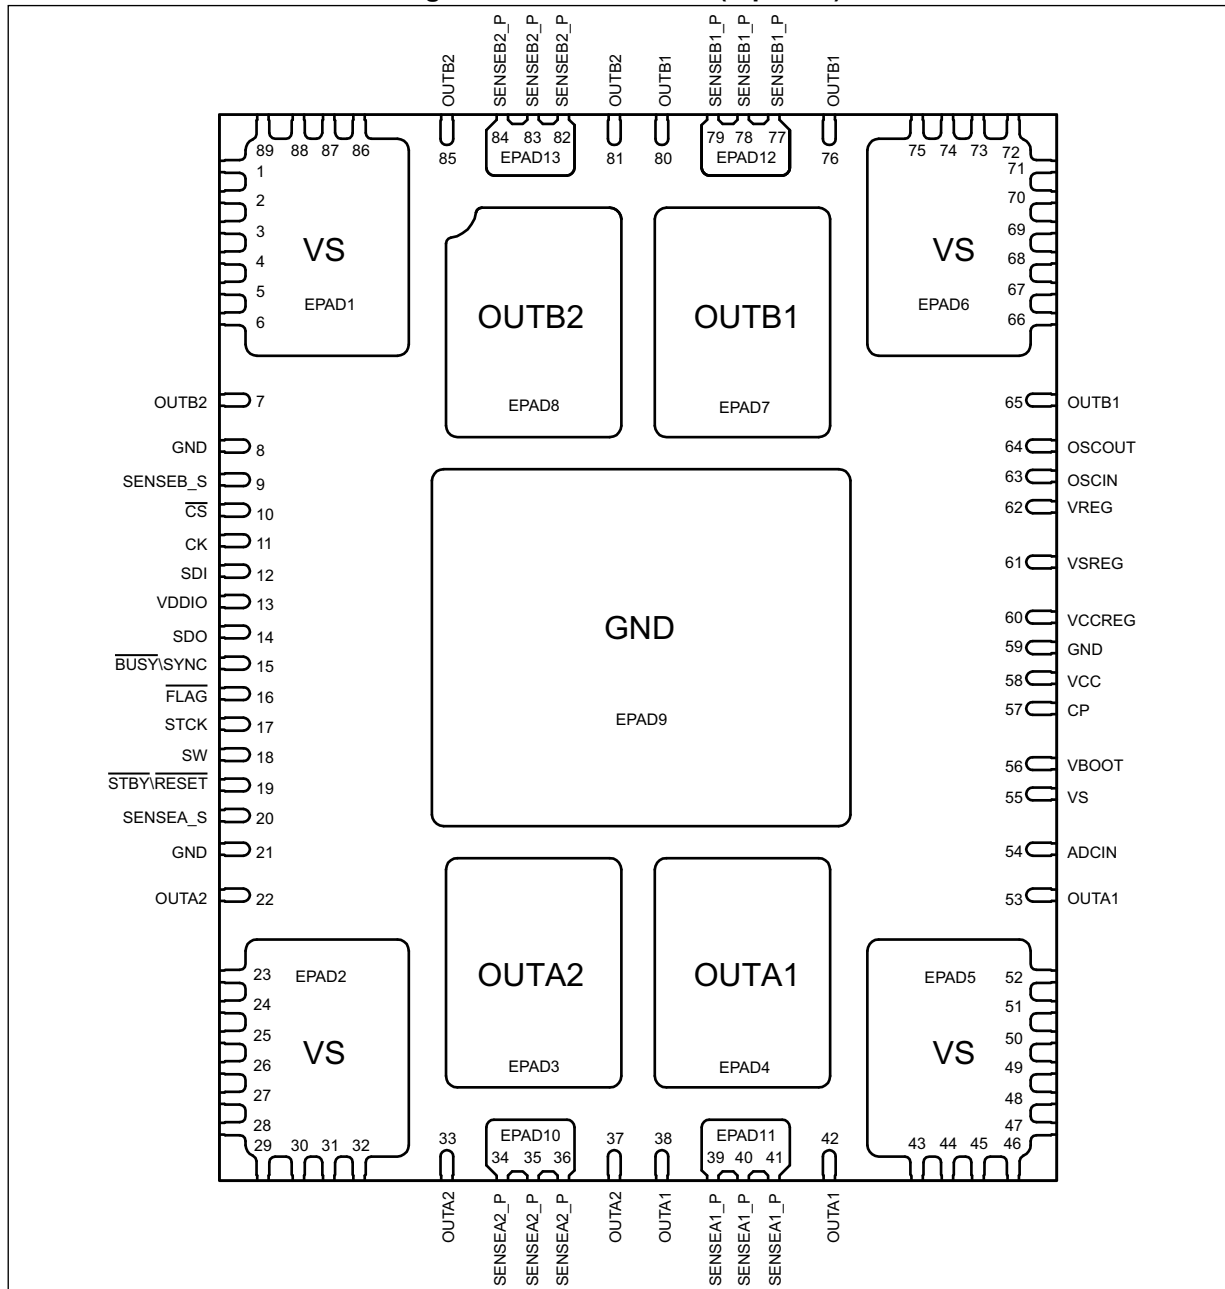 OUTB2
SENSEB2_P
SENSEB2_P
SENSEB2_P
OUTB2
OUTB1
SENSEB1_P
SENSEB1_P
SENSEB1_P
OUTB1
89 88 87 86
85
84 83 82
EPAD13
81
80
79 78 77
EPAD12
76
75 74 73 72
1
2
3
4
5
6
VS
EPAD1
OUTB2
EPAD8
OUTB1
EPAD7
VS
EPAD6
71
70
69
68
67
66
OUTB2 7
GND 8
SENSEB_S 9
CS 10
CK 11
SDI 12
VDDIO 13
SDO 14
BUSY\SYNC 15
FLAG 16
STCK 17
SW 18
STBY\RESET 19
SENSEA_S 20
GND 21
OUTA2 22
GND
EPAD9
65 OUTB1
64 OSCOUT
63 OSCIN
62 VREG
61 VSREG
60 VCCREG
59 GND
58 VCC
57 CP
56 VBOOT
55 VS
54 ADCIN
53 OUTA1
23
24
25
26
27
28
EPAD2
VS
OUTA2
EPAD3
OUTA1
EPAD4
EPAD5
VS
52
51
50
49
48
47
29 30 31 32
33
EPAD10
34 35 36
37
38
EPAD11
39 40 41
42
43 44 45 46
OUTA2
SENSEA2_P
SENSEA2_P
SENSEA2_P
OUTA2
OUTA1
SENSEA1_P
SENSEA1_P
SENSEA1_P
OUTA1